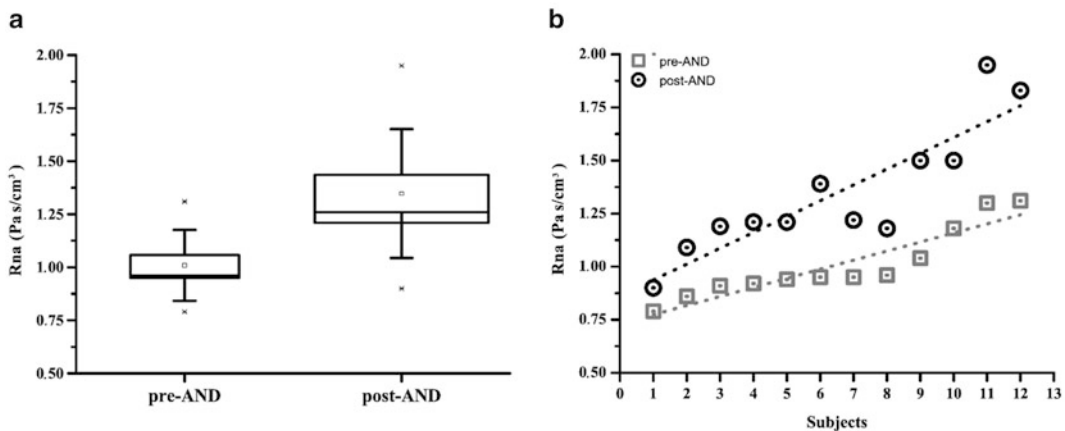 a
2.00
1.75
1.50
1.25
1.00
0.75
0.50
Rna (Pa s/cm³)
pre-AND post-AND
b
pre-AND
post-AND
2.00
1.75
1.50
1.25
1.00
0.75
0.50
Rna (Pa s/cm³)
0 1 2 3 4 5 6 7 8 9 10 11 12 13
Subjects